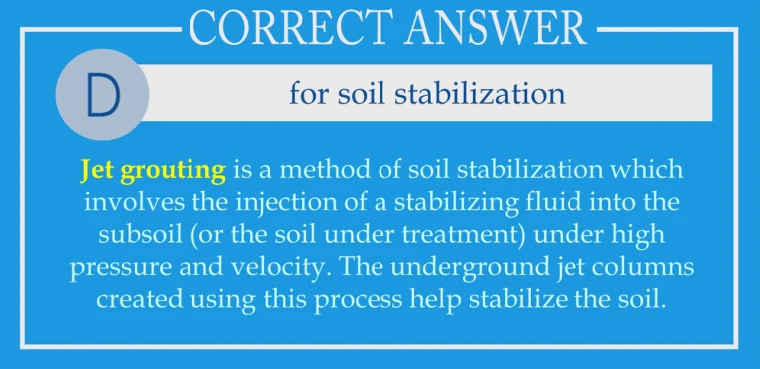 CORRECT ANSWER
D
for soil stabilization
Jet grouting is a method of soil stabilization which
involves the injection of a stabilizing fluid into the
subsoil (or the soil under treatment) under high
pressure and velocity. The underground jet columns
created using this process help stabilize the soil.